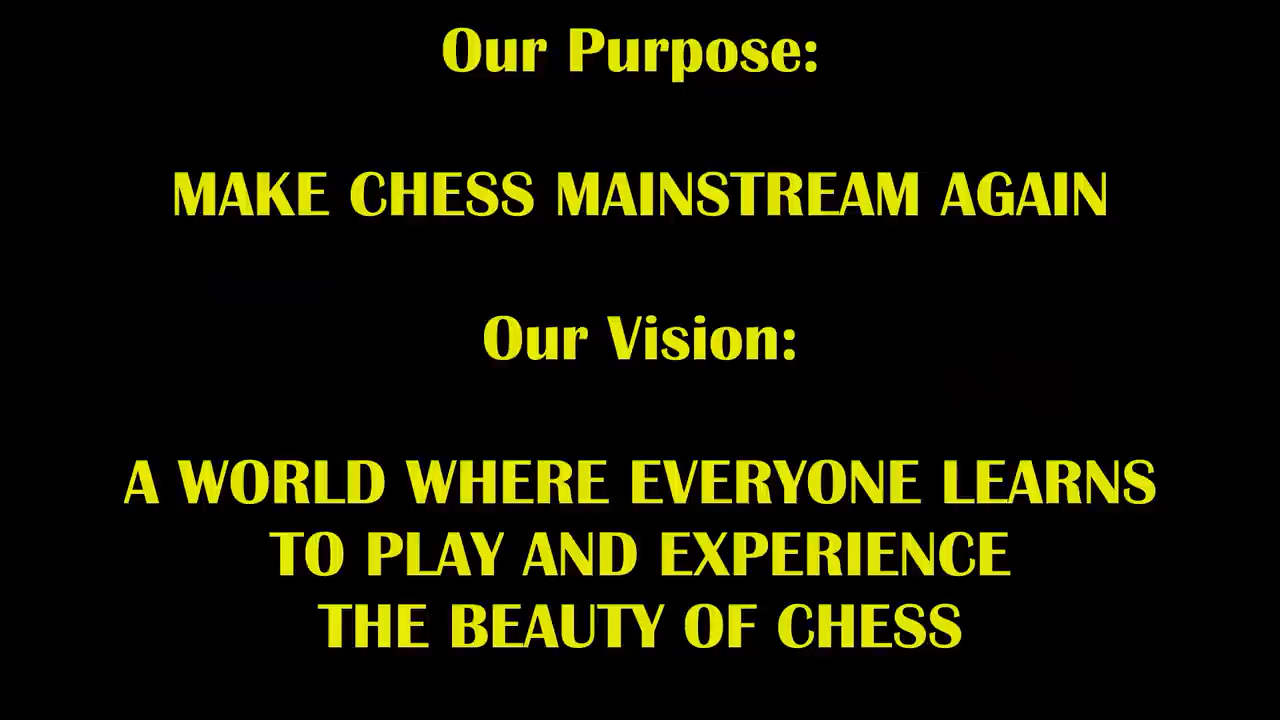 Our Purpose:
MAKE CHESS MAINSTREAM AGAIN
Our Vision:
A WORLD WHERE EVERYONE LEARNS
TO PLAY AND EXPERIENCE
THE BEAUTY OF CHESS